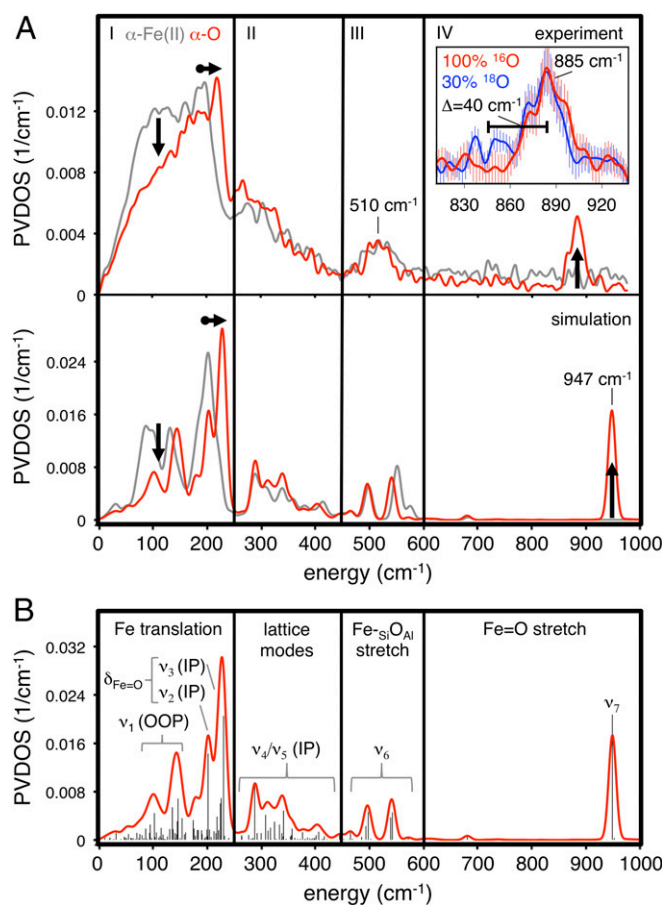 A
I α-Fe(II) α-O
II
III
IV experiment
100% ¹⁶O
30% ¹⁸O
885 cm⁻¹
Δ=40 cm⁻¹
830 860 890 920
510 cm⁻¹
PVDOS (1/cm⁻¹)
0.012
0.008
0.004
0
simulation
947 cm⁻¹
PVDOS (1/cm⁻¹)
0.024
0.016
0.008
0
0 100 200 300 400 500 600 700 800 900 1000
energy (cm⁻¹)
B
Fe translation
lattice modes
Fe-SiOAl stretch
Fe=O stretch
δFe=O
ν₃ (IP)
ν₂ (IP)
ν₁ (OOP)
ν₄/ν₅ (IP)
ν₆
ν₇
PVDOS (1/cm⁻¹)
0.032
0.024
0.016
0.008
0
0 100 200 300 400 500 600 700 800 900 1000
energy (cm⁻¹)